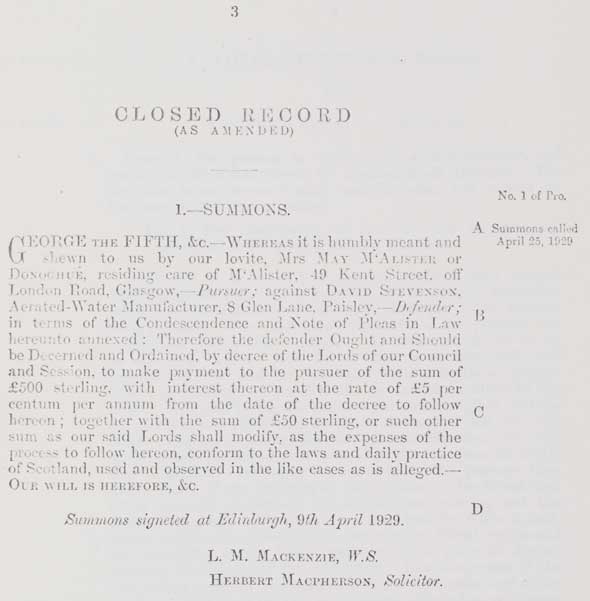 3
CLOSED RECORD
(AS AMENDED)
No. 1 of Pro.
I.—SUMMONS.
A Summons called
April 25, 1929
GEORGE THE FIFTH, &c.—WHEREAS it is humbly meant and
shewn to us by our lovite, MRS MAY M‘ALISTER or
DONOGHUE, residing care of M‘Alister, 49 Kent Street, off
London Road, Glasgow,—Pursuer; against DAVID STEVENSON,
Aerated-Water Manufacturer, 8 Glen Lane, Paisley,—Defender;
B
in terms of the Condescendence and Note of Pleas in Law
hereunto annexed: Therefore the defender Ought and Should
be Decerned and Ordained, by decree of the Lords of our Council
and Session, to make payment to the pursuer of the sum of
£500 sterling, with interest thereon at the rate of £5 per
centum per annum from the date of the decree to follow
C
hereon; together with the sum of £50 sterling, or such other
sum as our said Lords shall modify, as the expenses of the
process to follow hereon, conform to the laws and daily practice
of Scotland, used and observed in the like cases as is alleged.—
OUR WILL IS HEREFORE, &c.
D
Summons signeted at Edinburgh, 9th April 1929.
L. M. MACKENZIE, W.S.
HERBERT MACPHERSON, Solicitor.